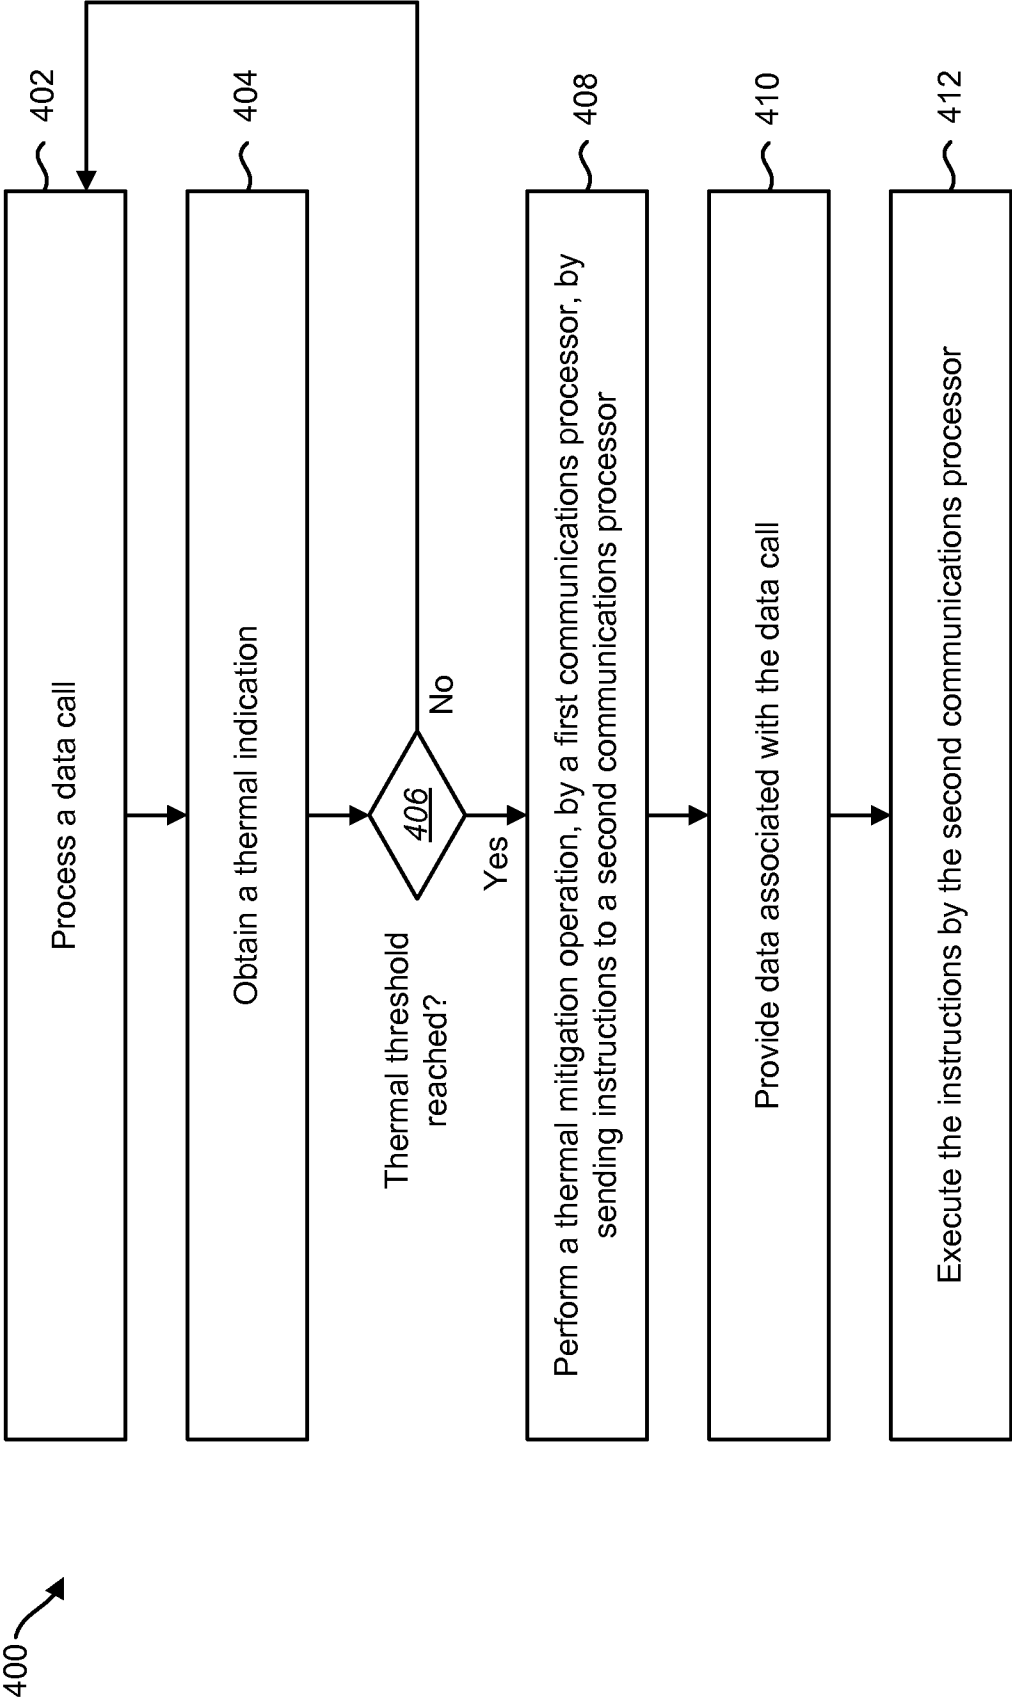 400
402
Process a data call
404
Obtain a thermal indication
Thermal threshold
reached?
406
No
Yes
408
Perform a thermal mitigation operation, by a first communications processor, by
sending instructions to a second communications processor
410
Provide data associated with the data call
412
Execute the instructions by the second communications processor